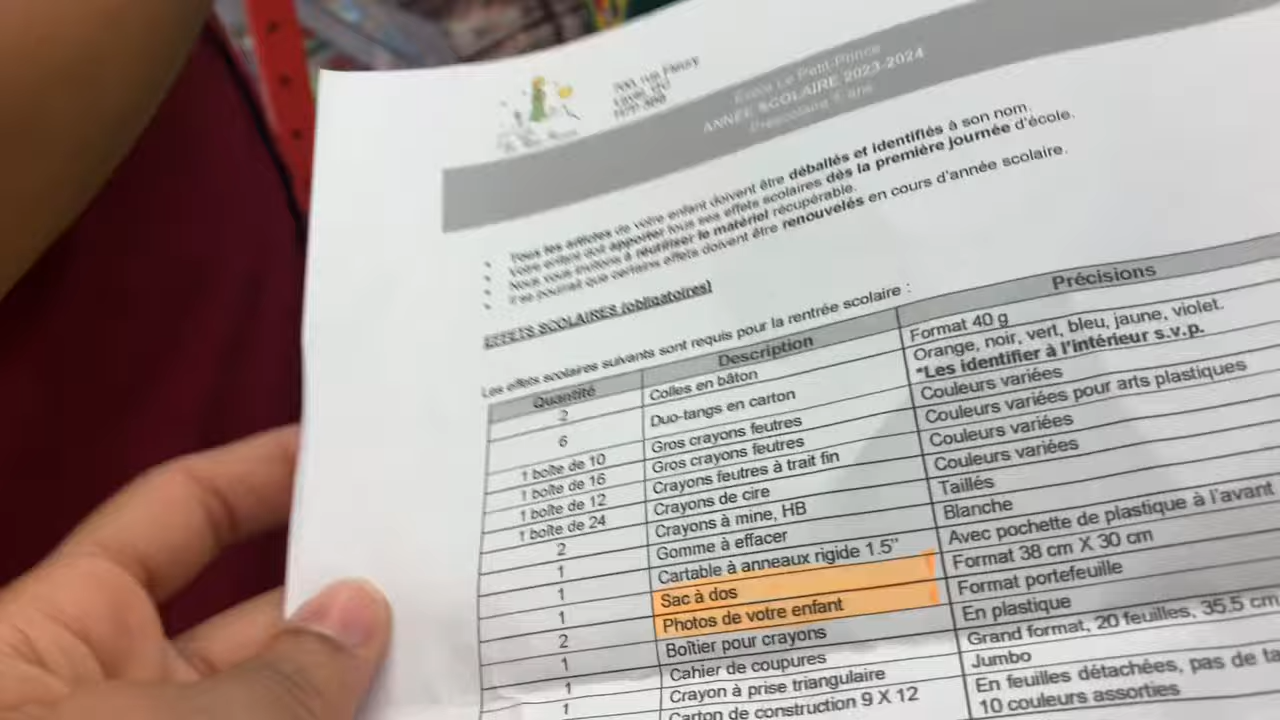 École Le Petit-Prince
ANNÉE SCOLAIRE 2023-2024
Tous les articles de votre enfant doivent être déballés et identifiés à son nom.
Votre enfant doit apporter tous ses effets scolaires dès la première journée d'école.
Nous vous invitons à réutiliser le matériel récupérable.
Il se pourrait que certains effets doivent être renouvelés en cours d'année scolaire.
EFFETS SCOLAIRES (obligatoires)
Les effets scolaires suivants sont requis pour la rentrée scolaire :
Quantité Description Précisions
2 Colles en bâton Format 40 g
6 Duo-tangs en carton Orange, noir, vert, bleu, jaune, violet.
*Les identifier à l'intérieur s.v.p.
1 boîte de 10 Gros crayons feutres Couleurs variées
1 boîte de 16 Gros crayons feutres Couleurs variées pour arts plastiques
1 boîte de 12 Crayons feutres à trait fin Couleurs variées
1 boîte de 24 Crayons de cire Couleurs variées
2 Crayons à mine, HB Taillés
1 Gomme à effacer Blanche
1 Cartable à anneaux rigide 1.5" Avec pochette de plastique à l'avant
1 Sac à dos Format 38 cm X 30 cm
2 Photos de votre enfant Format portefeuille
1 Boîtier pour crayons En plastique
1 Cahier de coupures Grand format, 20 feuilles, 35.5 cm
1 Crayon à prise triangulaire Jumbo
Carton de construction 9 X 12 En feuilles détachées, pas de
10 couleurs assorties